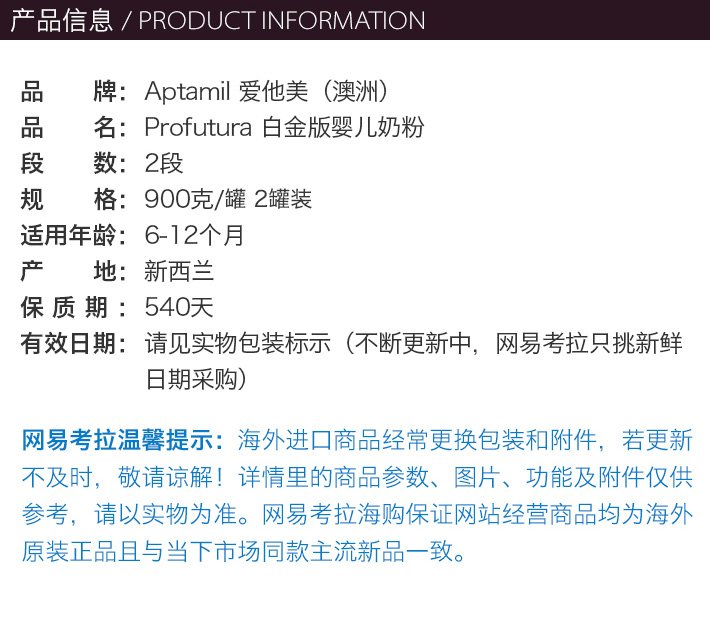 产品信息 / PRODUCT INFORMATION
品牌：Aptamil 爱他美（澳洲）
品名：Profutura 白金版婴儿奶粉
段数：2段
规格：900克/罐 2罐装
适用年龄：6-12个月
产地：新西兰
保质期：540天
有效日期：请见实物包装标示（不断更新中，网易考拉只挑新鲜
日期采购）
网易考拉温馨提示：海外进口商品经常更换包装和附件，若更新
不及时，敬请谅解！详情里的商品参数、图片、功能及附件仅供
参考，请以实物为准。网易考拉海购保证网站经营商品均为海外
原装正品且与当下市场同款主流新品一致。